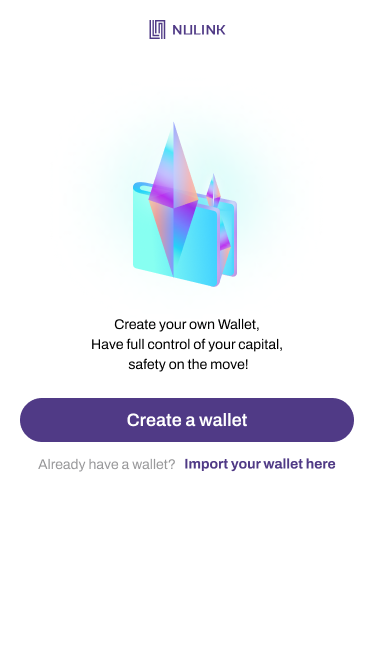 NULINK
Create your own Wallet,
Have full control of your capital,
safety on the move!
Create a wallet
Already have a wallet? Import your wallet here